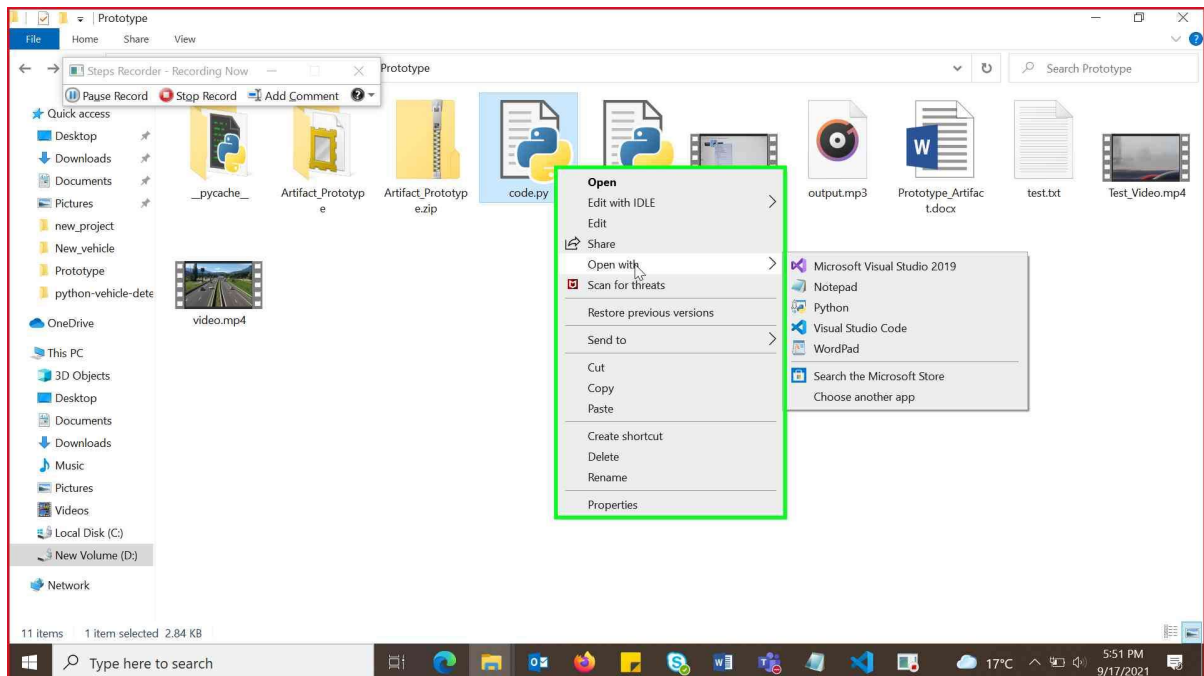 Prototype
File Home Share View
Steps Recorder - Recording Now
Prototype
Search Prototype
Pause Record Stop Record Add Comment
Quick access
Desktop
Downloads
Documents
Pictures
new_project
New_vehicle
Prototype
python-vehicle-dete
OneDrive
This PC
3D Objects
Desktop
Documents
Downloads
Music
Pictures
Videos
Local Disk (C:)
New Volume (D:)
Network
__pycache__
Artifact_Prototyp
e
Artifact_Prototyp
e.zip
code.py
output.mp3
Prototype_Artifac
t.docx
test.txt
Test_Video.mp4
video.mp4
Open
Edit with IDLE
Edit
Share
Open with
Scan for threats
Restore previous versions
Send to
Cut
Copy
Paste
Create shortcut
Delete
Rename
Properties
Microsoft Visual Studio 2019
Notepad
Python
Visual Studio Code
WordPad
Search the Microsoft Store
Choose another app
11 items 1 item selected 2.84 KB
Type here to search
17°C
5:51 PM
9/17/2021